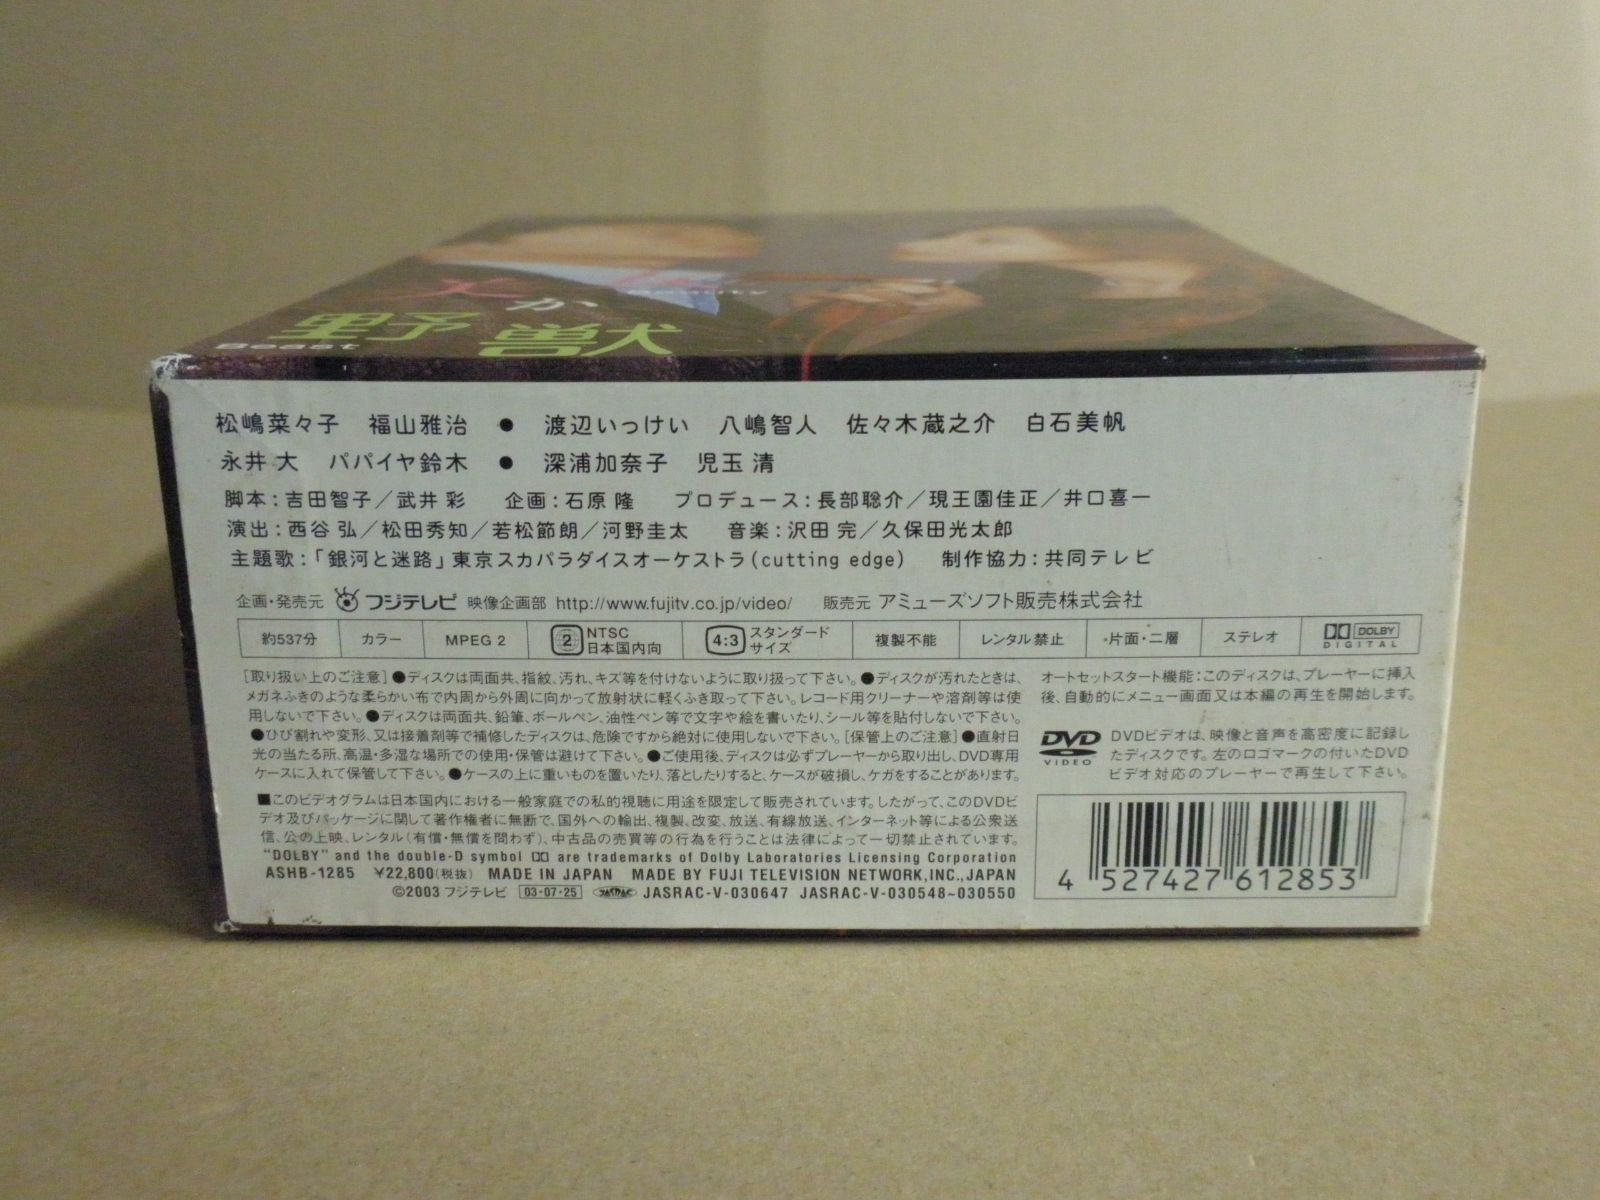 か
Beauty
野獣
Beast
松嶋菜々子 福山雅治 ● 渡辺いっけい 八嶋智人 佐々木蔵之介 白石美帆
永井 大 パパイヤ鈴木 ● 深浦加奈子 児玉 清
脚本：吉田智子／武井 彩 企画：石原 隆 プロデュース：長部聡介／現王園佳正／井口喜一
演出：西谷 弘／松田秀知／若松節朗／河野圭太 音楽：沢田 完／久保田光太郎
主題歌：「銀河と迷路」東京スカパラダイスオーケストラ(cutting edge) 制作協力：共同テレビ
企画・発売元 フジテレビ 映像企画部 http://www.fujitv.co.jp/video/ 販売元 アミューズソフト販売株式会社
約537分 カラー MPEG 2 2 NTSC 日本国内向 4:3 スタンダードサイズ 複製不能 レンタル禁止 片面・二層 ステレオ DOLBY DIGITAL
[取り扱い上のご注意]●ディスクは両面共、指紋、汚れ、キズ等を付けないように取り扱って下さい。●ディスクが汚れたときは、
メガネふきのような柔らかい布で内周から外周に向かって放射状に軽くふき取って下さい。レコード用クリーナーや溶剤等は使
用しないで下さい。●ディスクは両面共、鉛筆、ボールペン、油性ペン等で文字や絵を書いたり、シール等を貼付しないで下さい。
●ひび割れや変形、又は接着剤等で補修したディスクは、危険ですから絶対に使用しないで下さい。[保管上のご注意]●直射日
光の当たる所、高温・多湿な場所での使用・保管は避けて下さい。●ご使用後、ディスクは必ずプレーヤーから取り出し、DVD専用
ケースに入れて保管して下さい。●ケースの上に重いものを置いたり、落としたりすると、ケースが破損し、ケガをすることがあります。
■このビデオグラムは日本国内における一般家庭での私的視聴に用途を限定して販売されています。したがって、このDVDビ
デオ及びパッケージに関して著作権者に無断で、国外への輸出、複製、改変、放送、有線放送、インターネット等による公衆送
信、公の上映、レンタル(有償・無償を問わず)、中古品の売買等の行為を行うことは法律によって一切禁止されています。
"DOLBY" and the double-D symbol are trademarks of Dolby Laboratories Licensing Corporation
ASHB-1285 ¥22,800(税抜) MADE IN JAPAN MADE BY FUJI TELEVISION NETWORK,INC.,JAPAN
©2003 フジテレビ 03・07・25 JASRAC JASRAC-V-030647 JASRAC-V-030548~030550
オートセットスタート機能：このディスクは、プレーヤーに挿入
後、自動的にメニュー画面又は本編の再生を開始します。
DVD VIDEO
DVDビデオは、映像と音声を高密度に記録し
たディスクです。左のロゴマークの付いたDVD
ビデオ対応のプレーヤーで再生して下さい。
4 527427 612853